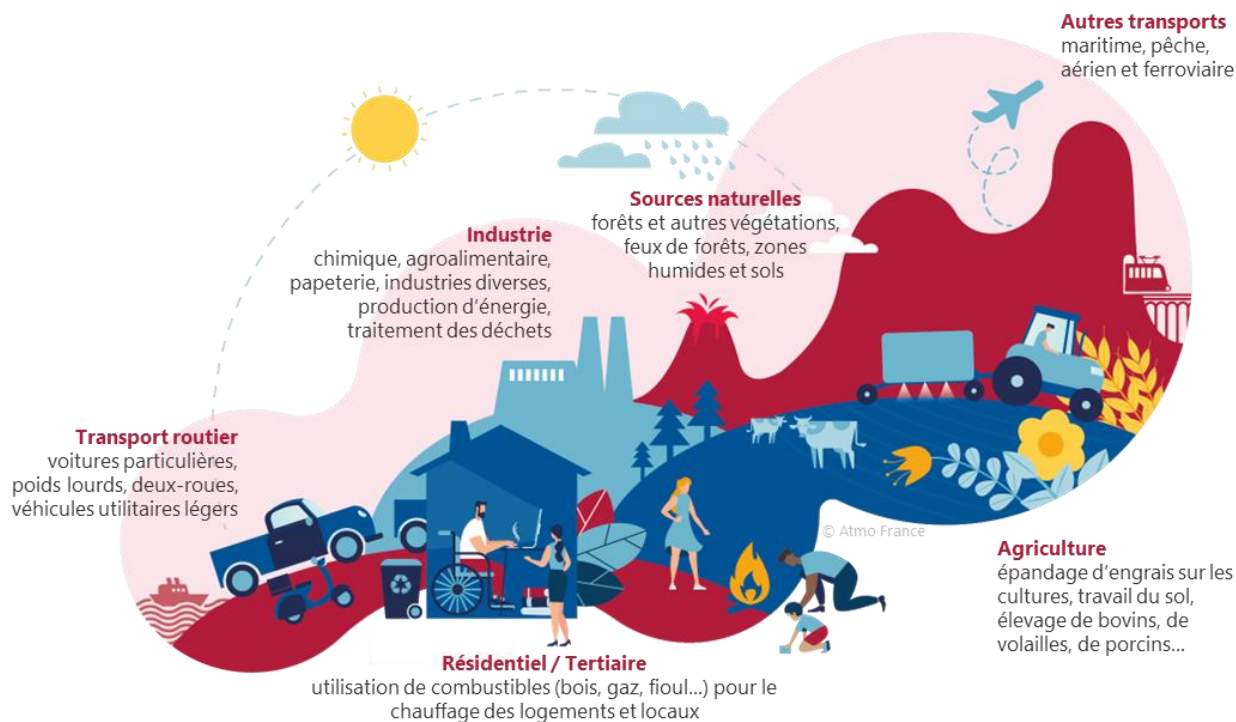 Autres transports
maritime, pêche,
aérien et ferroviaire
Sources naturelles
forêts et autres végétations,
feux de forêts, zones
humides et sols
Industrie
chimique, agroalimentaire,
papeterie, industries diverses,
production d’énergie,
traitement des déchets
Transport routier
voitures particulières,
poids lourds, deux-roues,
véhicules utilitaires légers
© Atmo France
Agriculture
épandage d’engrais sur les
cultures, travail du sol,
élevage de bovins, de
volailles, de porcins...
Résidentiel / Tertiaire
utilisation de combustibles (bois, gaz, fioul...) pour le
chauffage des logements et locaux